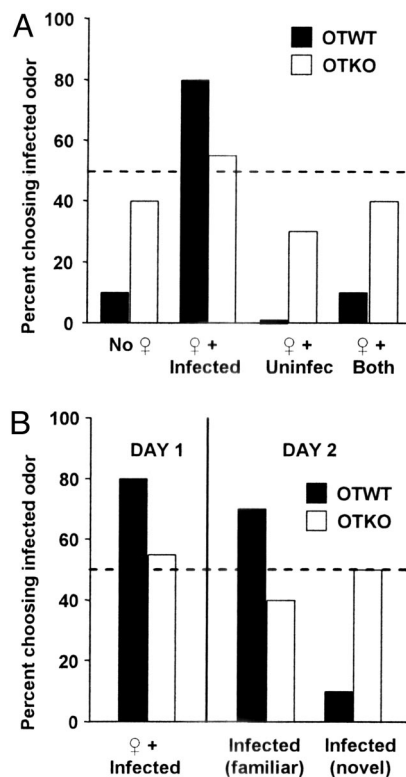 A
Percent choosing infected odor
100
80
60
40
20
0
OTWT
OTKO
No ♀
♀ +
Infected
♀ +
Uninfec
♀ +
Both
B
Percent choosing infected odor
100
80
60
40
20
0
DAY 1
DAY 2
OTWT
OTKO
♀ +
Infected
Infected
(familiar)
Infected
(novel)